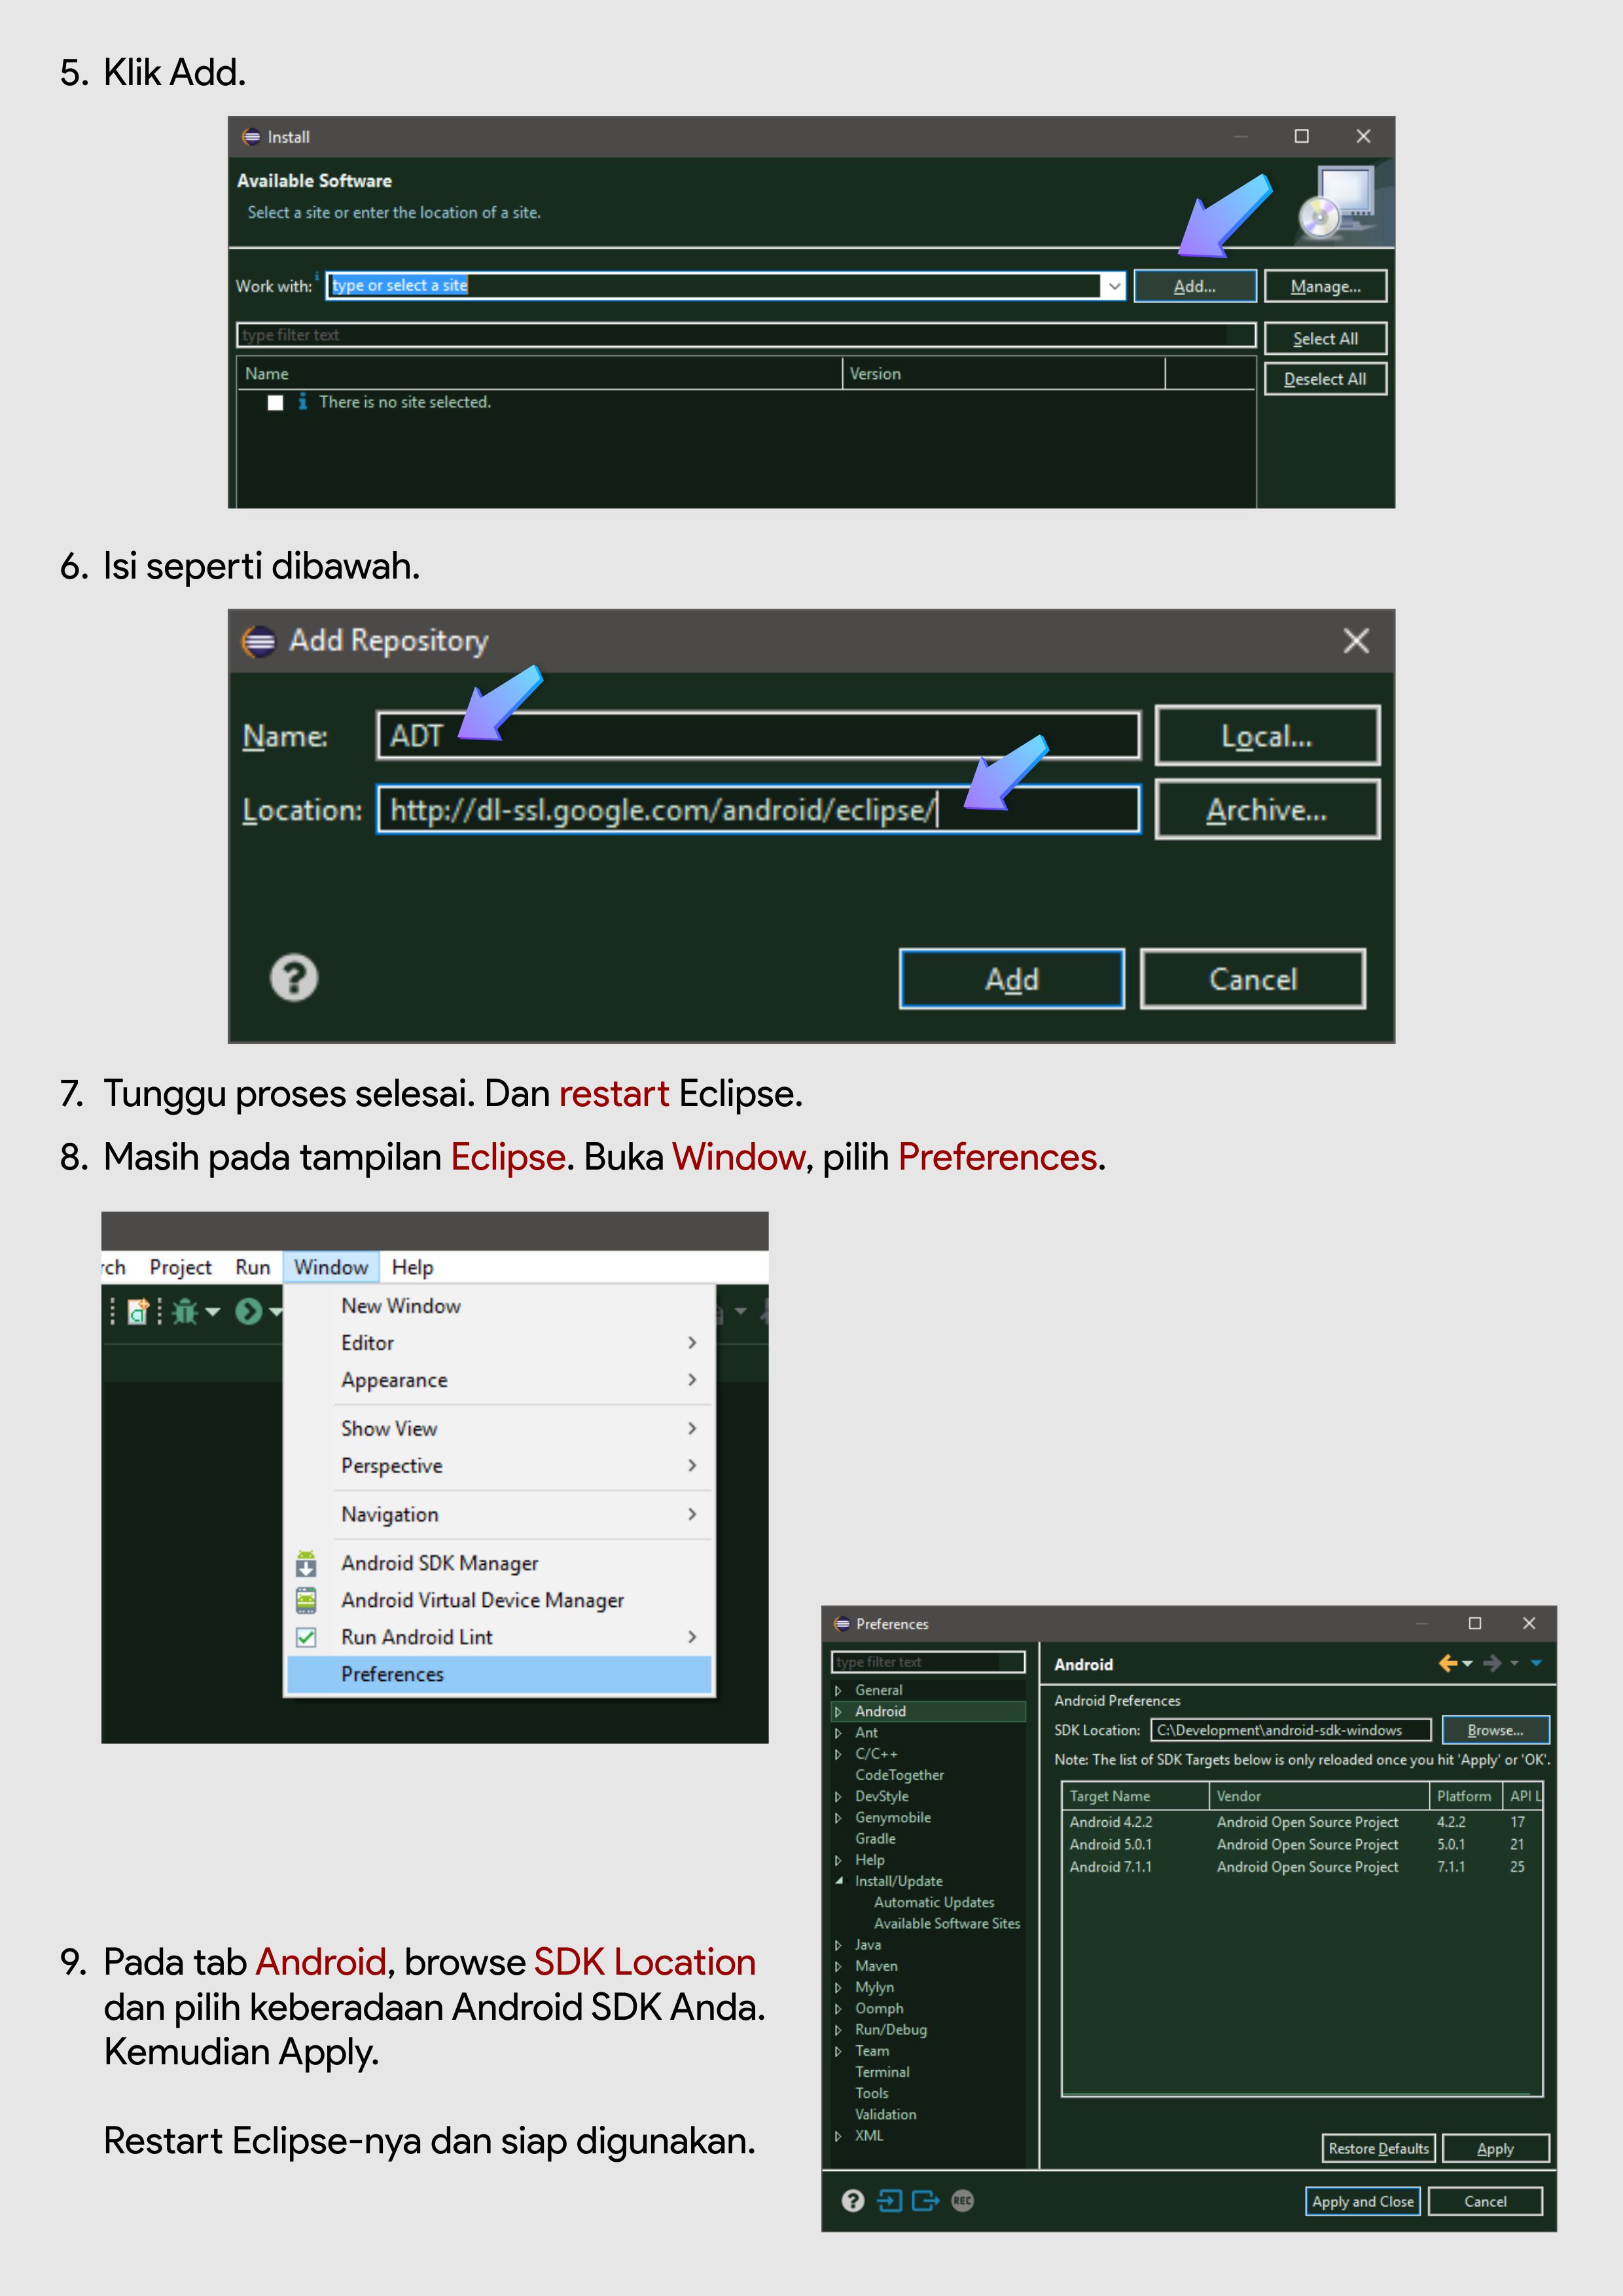 5. Klik Add.
Install
Available Software
Select a site or enter the location of a site.
Work with: type or select a site Add... Manage...
type filter text Select All
Name Version Deselect All
There is no site selected.
6. Isi seperti dibawah.
Add Repository
Name: ADT Local...
Location: http://dl-ssl.google.com/android/eclipse/ Archive...
Add Cancel
7. Tunggu proses selesai. Dan restart Eclipse.
8. Masih pada tampilan Eclipse. Buka Window, pilih Preferences.
rch Project Run Window Help
New Window
Editor
Appearance
Show View
Perspective
Navigation
Android SDK Manager
Android Virtual Device Manager
Run Android Lint
Preferences
9. Pada tab Android, browse SDK Location
dan pilih keberadaan Android SDK Anda.
Kemudian Apply.
Restart Eclipse-nya dan siap digunakan.
Preferences
type filter text
General
Android
Ant
C/C++
CodeTogether
DevStyle
Genymobile
Gradle
Help
Install/Update
Automatic Updates
Available Software Sites
Java
Maven
Mylyn
Oomph
Run/Debug
Team
Terminal
Tools
Validation
XML
Android
Android Preferences
SDK Location: C:\Development\android-sdk-windows Browse...
Note: The list of SDK Targets below is only reloaded once you hit 'Apply' or 'OK'.
Target Name Vendor Platform API L
Android 4.2.2 Android Open Source Project 4.2.2 17
Android 5.0.1 Android Open Source Project 5.0.1 21
Android 7.1.1 Android Open Source Project 7.1.1 25
Restore Defaults Apply
REC
Apply and Close Cancel